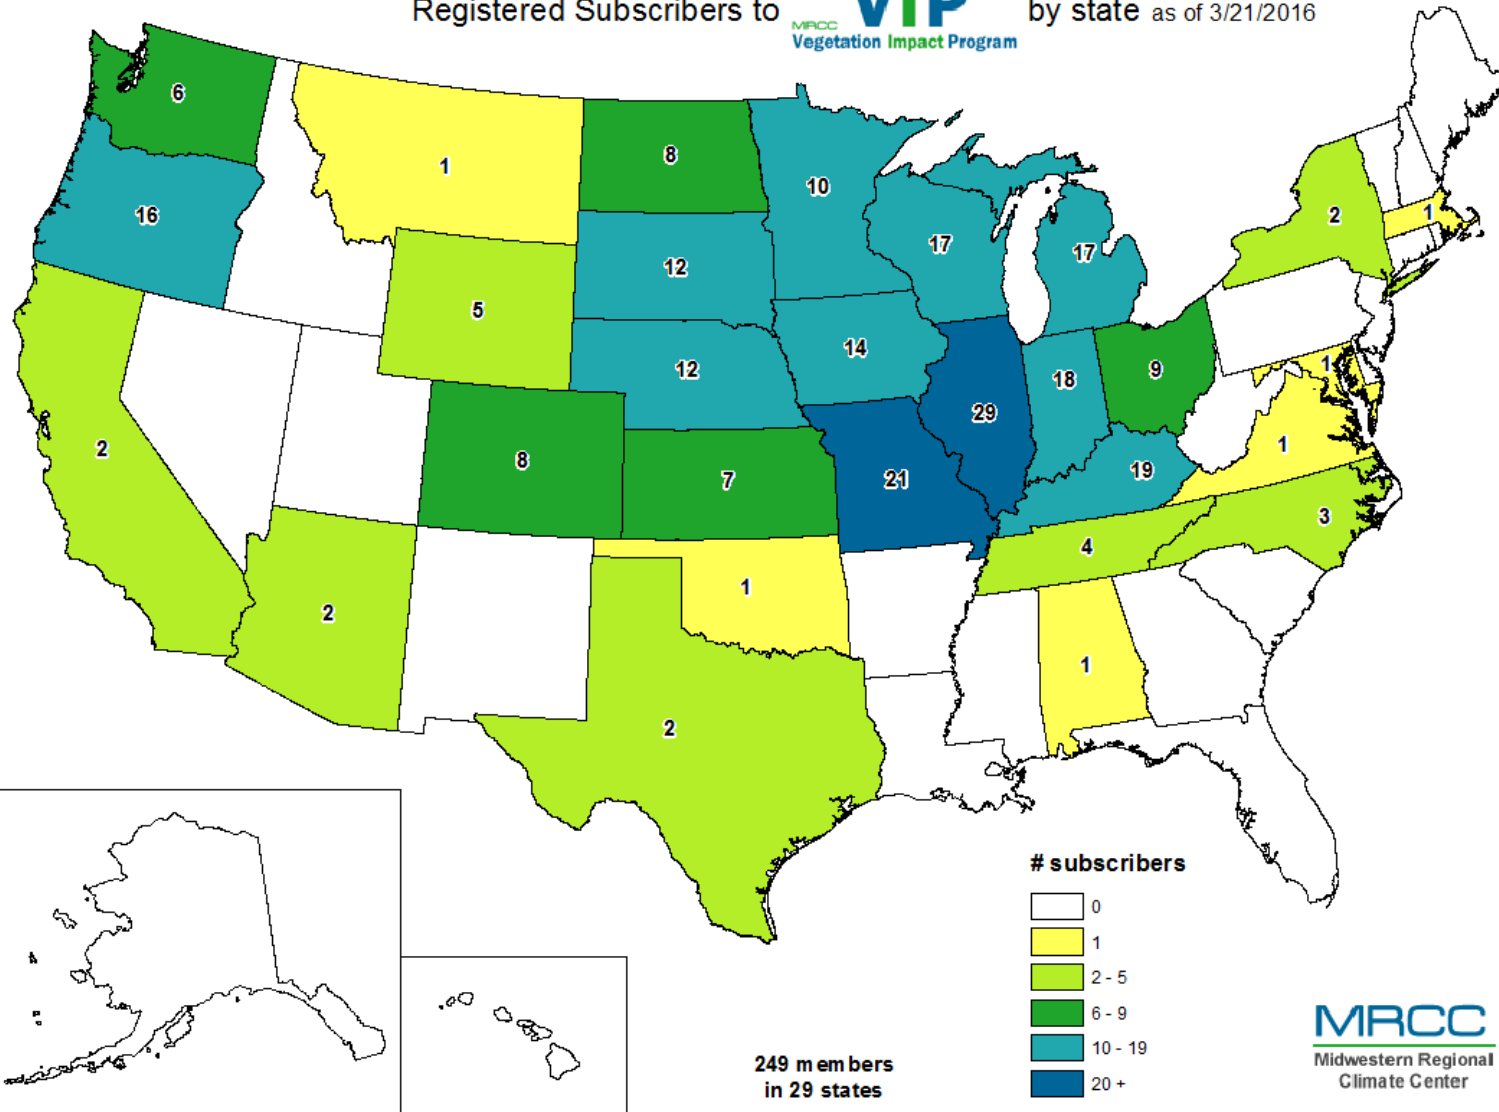 Registered Subscribers to MRCC VIP by state as of 3/21/2016
Vegetation Impact Program
6
1
8
10
16
2
1
17
17
12
5
14
12
18
9
1
29
2
8
7
21
19
1
3
4
1
2
1
2
# subscribers
0
1
2 - 5
6 - 9
10 - 19
20 +
249 members
in 29 states
MRCC
Midwestern Regional
Climate Center